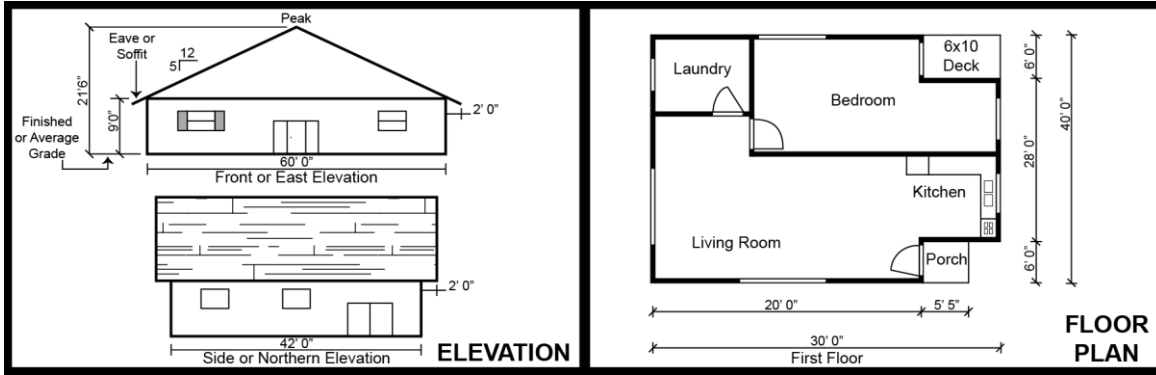 Peak
Eave or
Soffit
12
5
21'6"
9'0"
2' 0"
Finished
or Average
Grade
60' 0"
Front or East Elevation
2' 0"
42' 0"
Side or Northern Elevation
ELEVATION
6x10
Deck
Laundry
Bedroom
6' 0"
40' 0"
28' 0"
Kitchen
Living Room
Porch
6' 0"
20' 0"
5' 5"
30' 0"
First Floor
FLOOR
PLAN